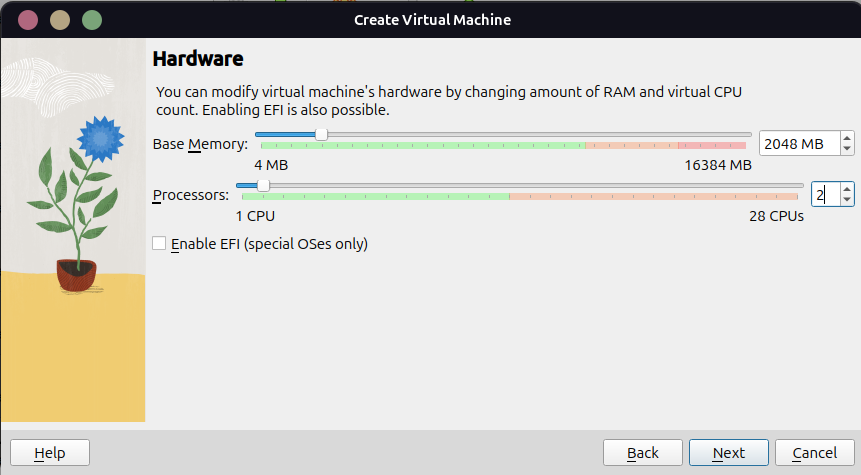 Create Virtual Machine
Hardware
You can modify virtual machine's hardware by changing amount of RAM and virtual CPU
count. Enabling EFI is also possible.
Base Memory: 2048 MB
4 MB 16384 MB
Processors: 2
1 CPU 28 CPUs
Enable EFI (special OSes only)
Help Back Next Cancel